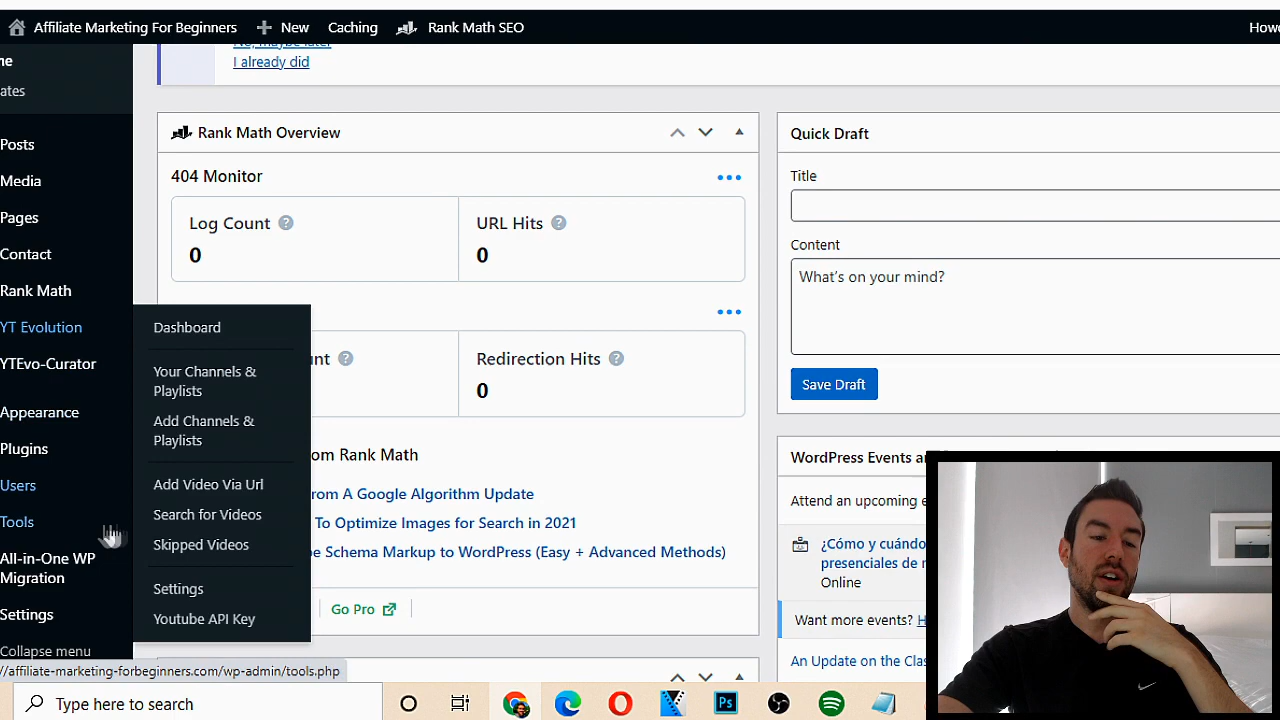 Affiliate Marketing For Beginners
New
Caching
Rank Math SEO
Howe
No, maybe later
I already did
me
ates
Posts
Media
Pages
Contact
Rank Math
YT Evolution
YTEvo-Curator
Appearance
Plugins
Users
Tools
All-in-One WP
Migration
Settings
Collapse menu
Dashboard
Your Channels &
Playlists
Add Channels &
Playlists
Add Video Via Url
Search for Videos
Skipped Videos
Settings
Youtube API Key
Rank Math Overview
404 Monitor
Log Count ?
0
URL Hits ?
0
unt ?
Redirection Hits ?
0
om Rank Math
From A Google Algorithm Update
To Optimize Images for Search in 2021
be Schema Markup to WordPress (Easy + Advanced Methods)
Go Pro
Quick Draft
Title
Content
What's on your mind?
Save Draft
WordPress Events an
Attend an upcoming e
¿Cómo y cuándo
presenciales de
Online
Want more events? H
An Update on the Clas
//affiliate-marketing-forbeginners.com/wp-admin/tools.php
Type here to search
Ps